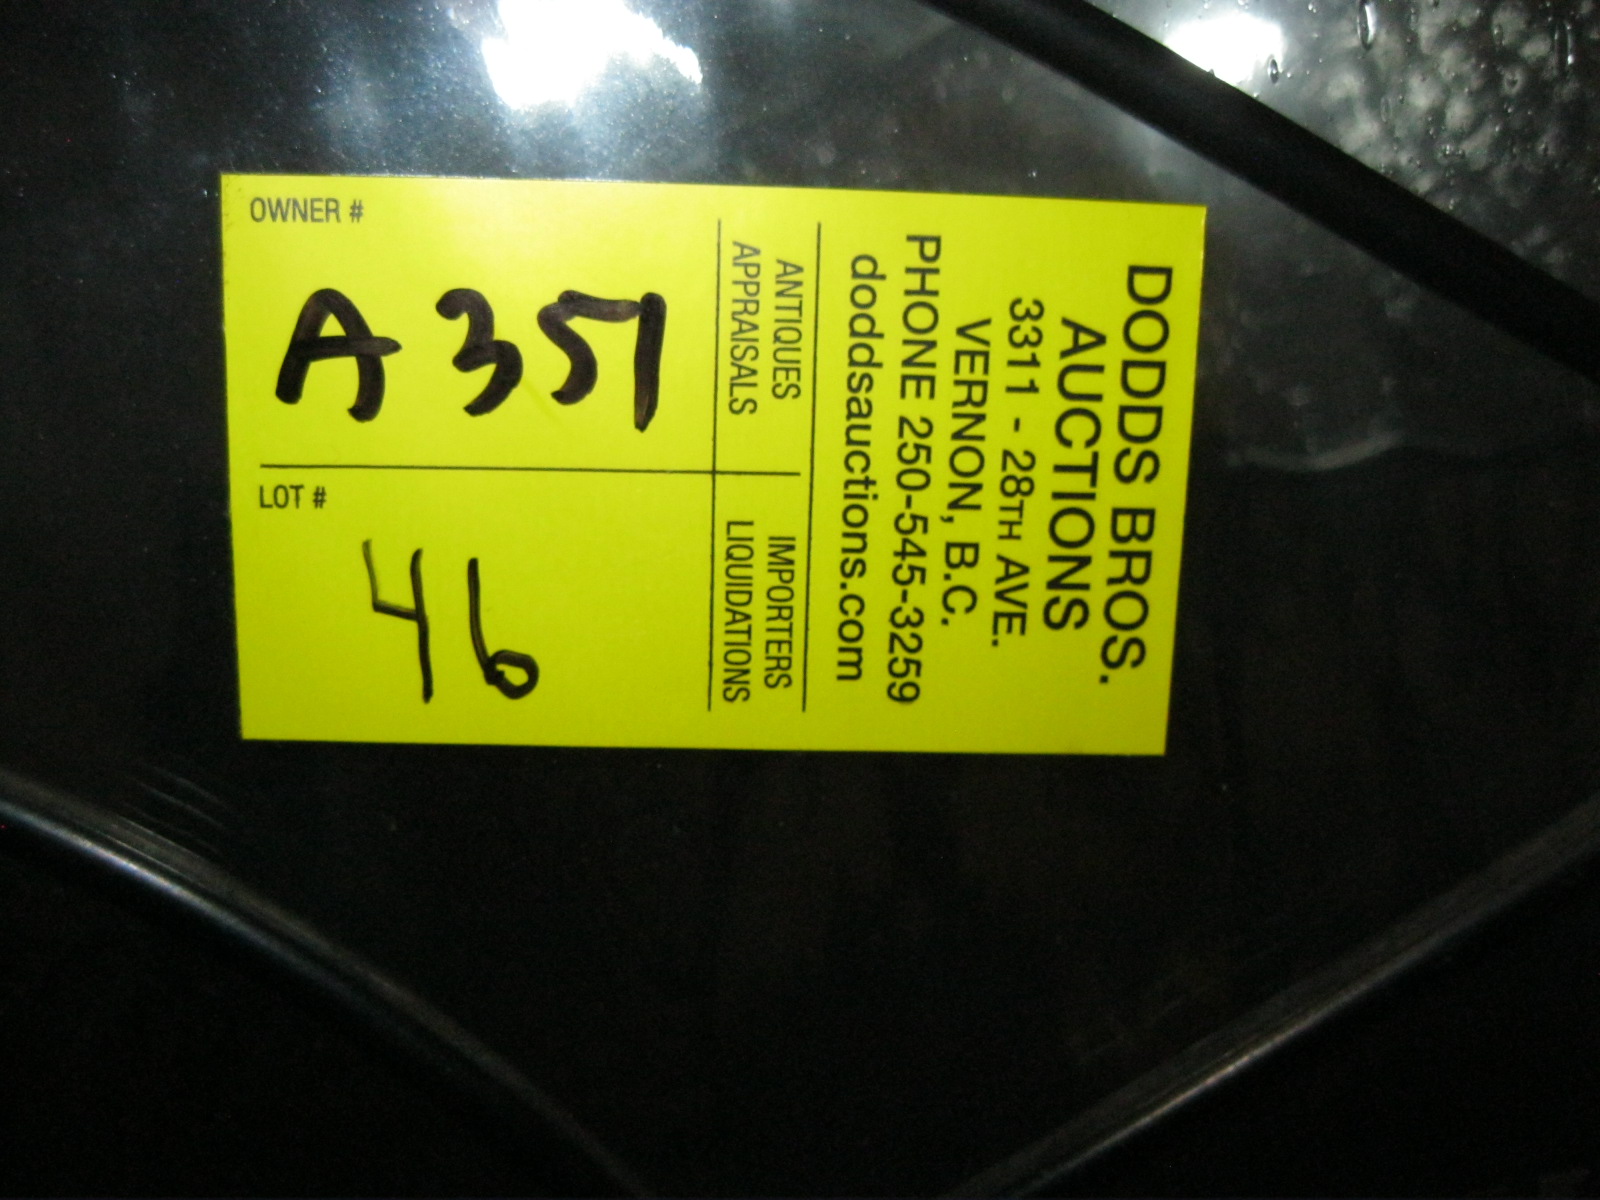 DODDS BROS.
AUCTIONS
3311 - 28TH AVE.
VERNON, B.C.
PHONE 250-545-3259
doddsauctions.com
ANTIQUES
APPRAISALS
IMPORTERS
LIQUIDATIONS
OWNER #
A351
LOT #
46